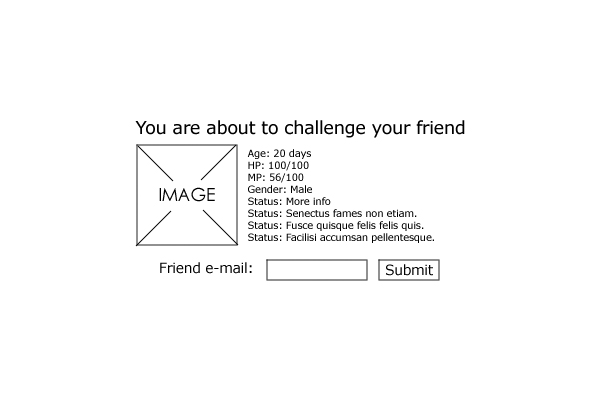 You are about to challenge your friend
IMAGE
Age: 20 days
HP: 100/100
MP: 56/100
Gender: Male
Status: More info
Status: Senectus fames non etiam.
Status: Fusce quisque felis felis quis.
Status: Facilisi accumsan pellentesque.
Friend e-mail:
Submit